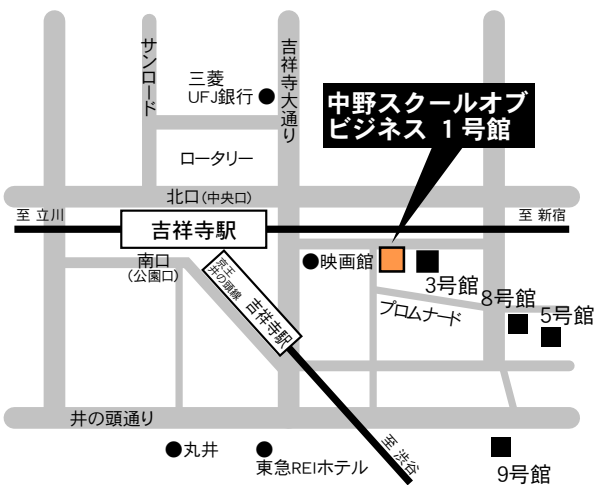 サンロード
三菱
UFJ銀行
吉祥寺大通り
中野スクールオブ
ビジネス 1号館
ロータリー
北口(中央口)
至 立川
吉祥寺駅
至 新宿
南口
(公園口)
京王
井の頭線
吉祥寺駅
映画館
3号館
プロムナード
8号館
5号館
井の頭通り
丸井
東急REIホテル
至 渋谷
9号館